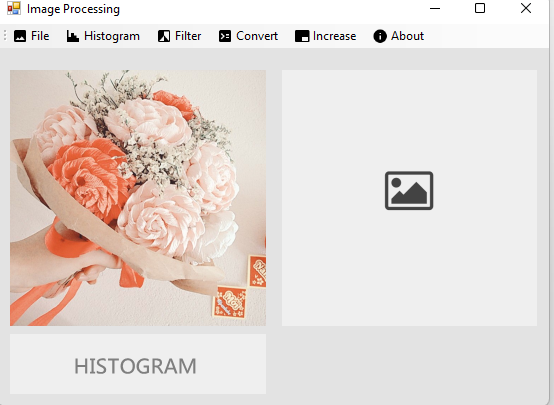 Image Processing
File Histogram Filter Convert Increase About
HISTOGRAM